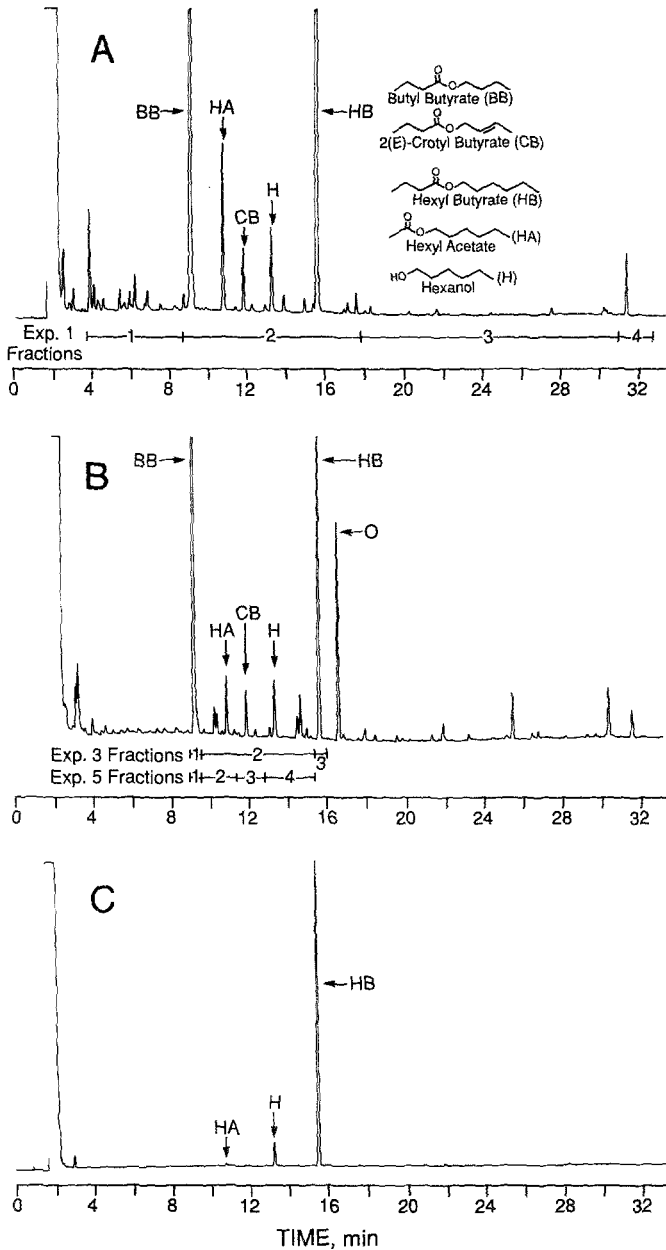 A
BB
HA
CB
H
HB
O
Butyl Butyrate (BB)
O
2(E)-Crotyl Butyrate (CB)
O
Hexyl Butyrate (HB)
O
Hexyl Acetate (HA)
HO
Hexanol (H)
Exp. 1 1 2 3 4
Fractions
0 4 8 12 16 20 24 28 32
B
BB
HB
O
HA
CB
H
Exp. 3 Fractions 1 2 3
Exp. 5 Fractions 1 2 3 4
0 4 8 12 16 20 24 28 32
C
HB
HA
H
0 4 8 12 16 20 24 28 32
TIME, min